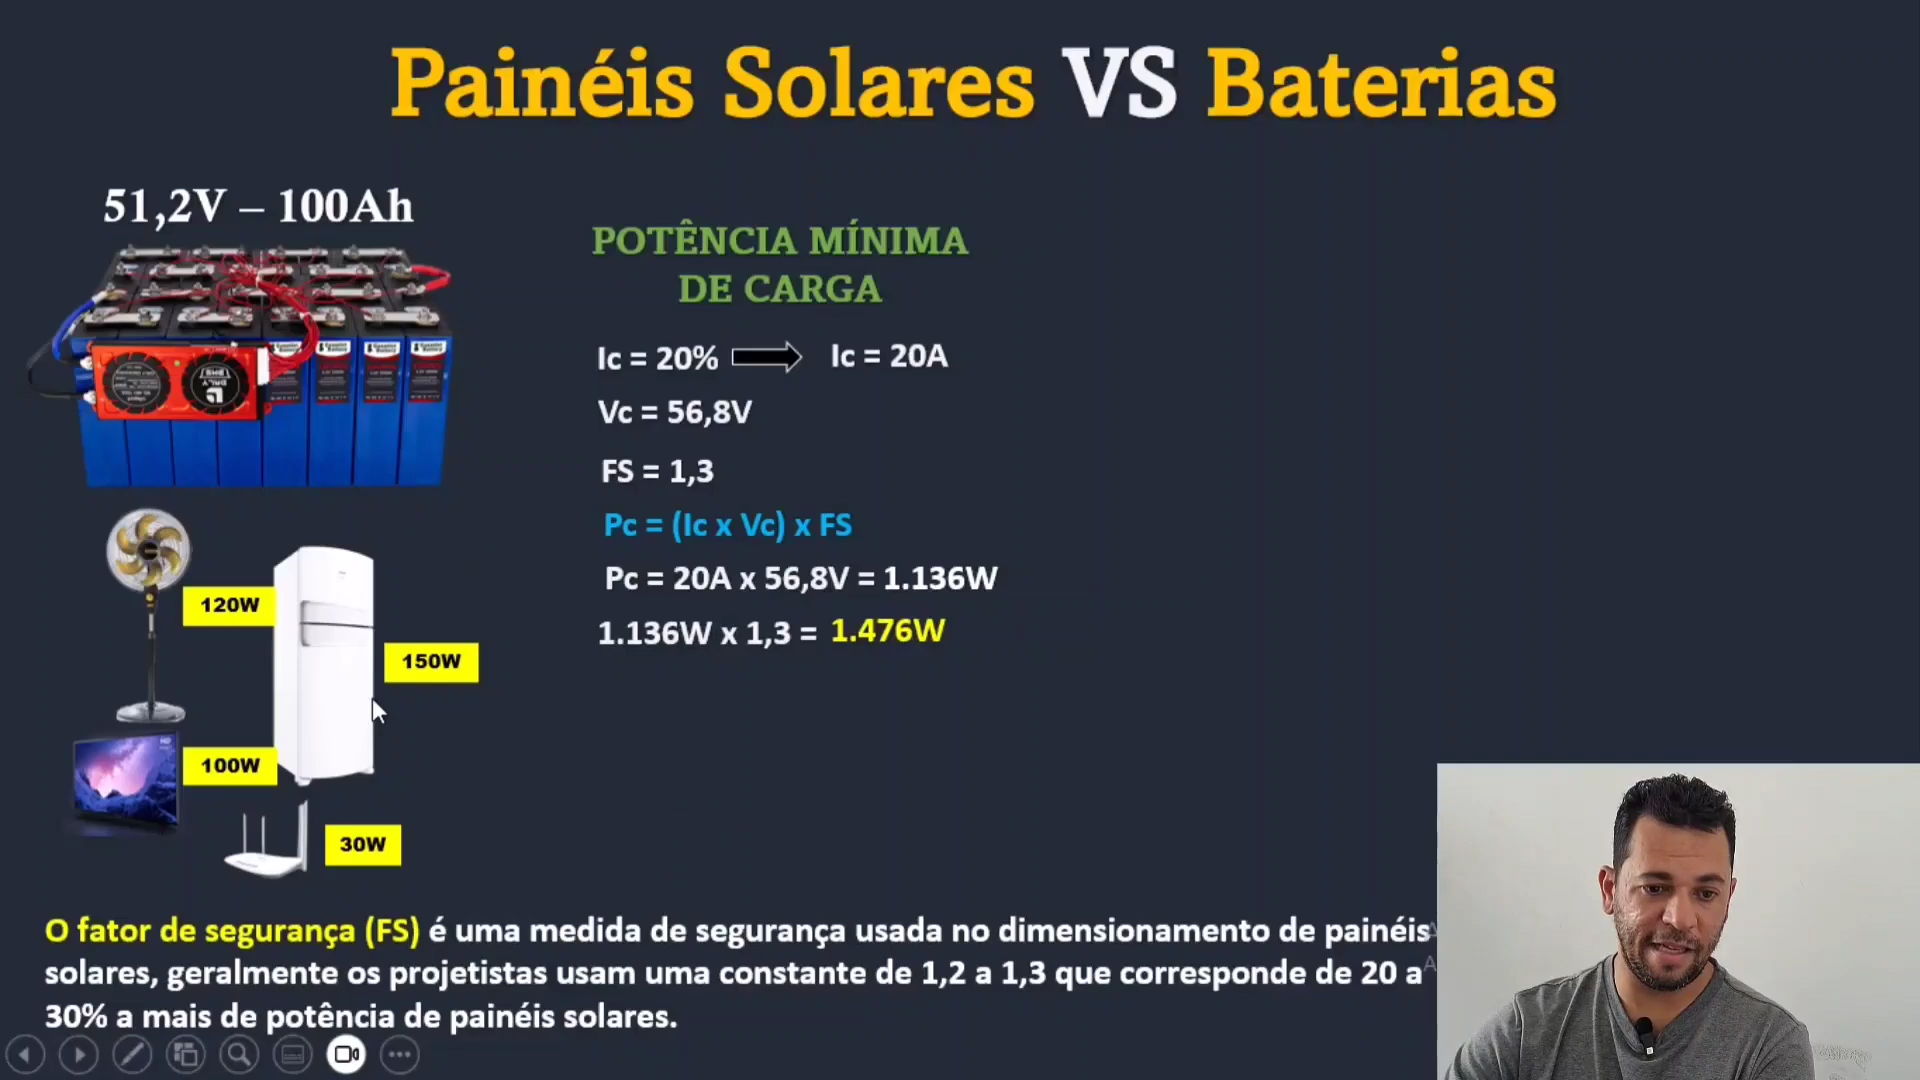 Painéis Solares VS Baterias
51,2V – 100Ah
POTÊNCIA MÍNIMA
DE CARGA
Ic = 20% Ic = 20A
Vc = 56,8V
FS = 1,3
Pc = (Ic x Vc) x FS
Pc = 20A x 56,8V = 1.136W
1.136W x 1,3 = 1.476W
120W
150W
100W
30W
O fator de segurança (FS) é uma medida de segurança usada no dimensionamento de painéis
solares, geralmente os projetistas usam uma constante de 1,2 a 1,3 que corresponde de 20 a
30% a mais de potência de painéis solares.